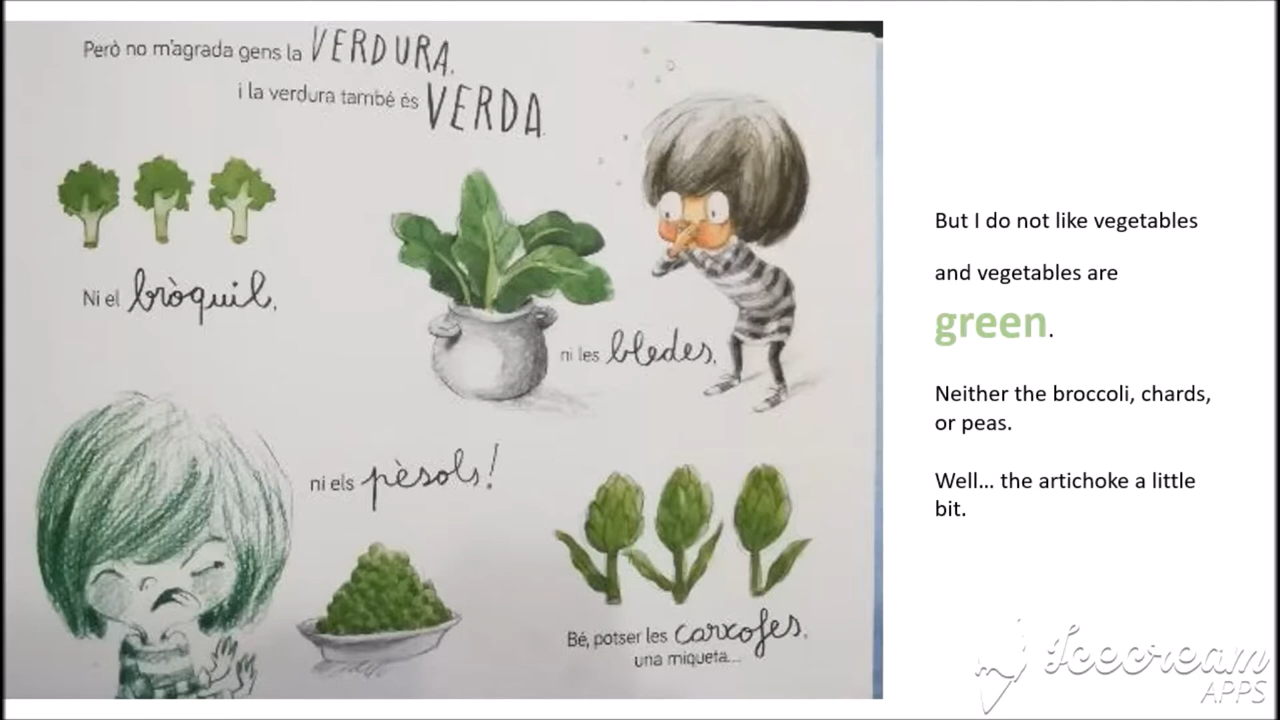 Però no m'agrada gens la VERDURA,
i la verdura també és VERDA.
Ni el bròquil,
ni les bledes,
ni els pèsols!
Bé, potser les carxofes,
una miqueta...
But I do not like vegetables
and vegetables are
green.
Neither the broccoli, chards,
or peas.
Well... the artichoke a little
bit.
Icecream
APPS